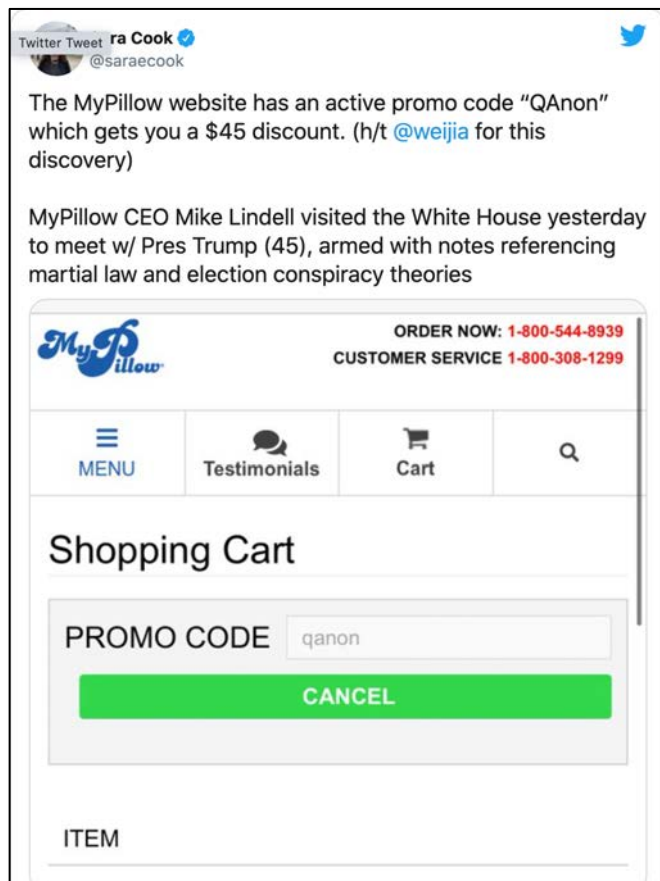 Twitter Tweet
ra Cook
@saraecook
The MyPillow website has an active promo code “QAnon”
which gets you a $45 discount. (h/t @weijia for this
discovery)
MyPillow CEO Mike Lindell visited the White House yesterday
to meet w/ Pres Trump (45), armed with notes referencing
martial law and election conspiracy theories
MyPillow
ORDER NOW: 1-800-544-8939
CUSTOMER SERVICE 1-800-308-1299
MENU
Testimonials
Cart
Shopping Cart
PROMO CODE qanon
CANCEL
ITEM